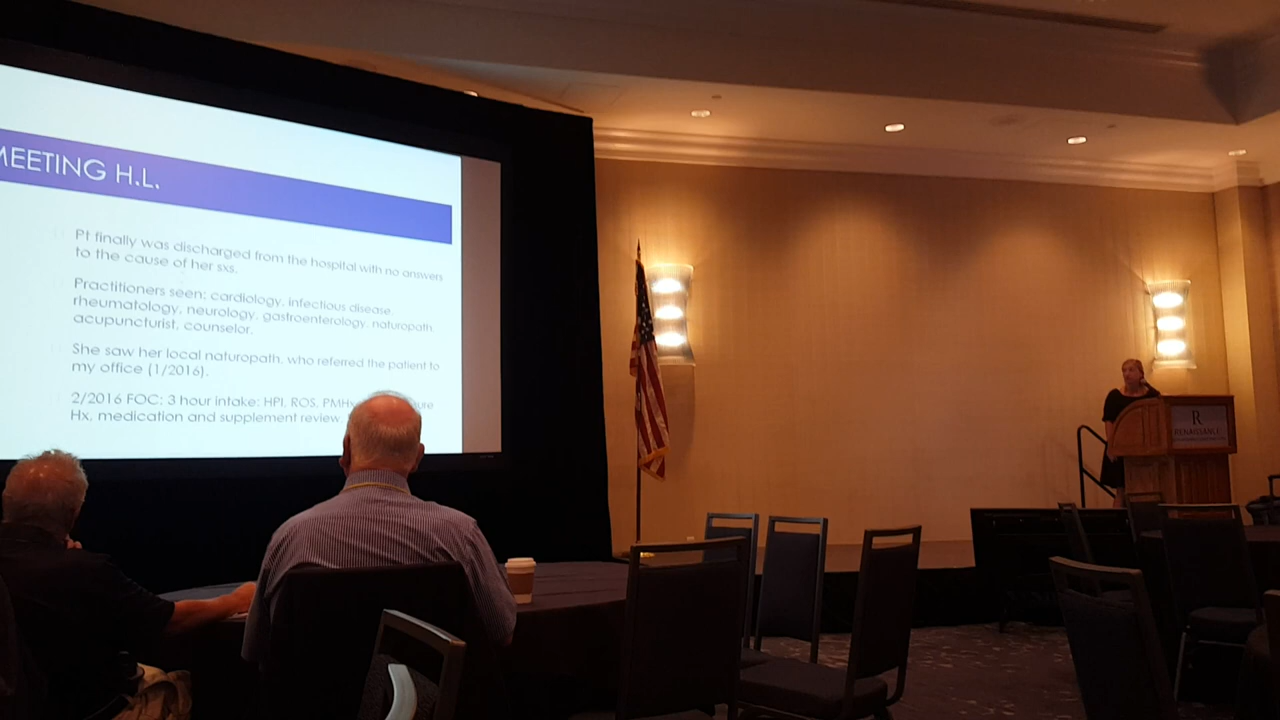 MEETING H.L.
Pt finally was discharged from the hospital with no answers
to the cause of her sxs.
Practitioners seen: cardiology, infectious disease,
rheumatology, neurology, gastroenterology, naturopath,
acupuncturist, counselor.
She saw her local naturopath, who referred the patient to
my office (1/2016).
2/2016 FOC: 3 hour intake: HPI, ROS, PMHx
Hx, medication and supplement review.
R
RENAISSANCE